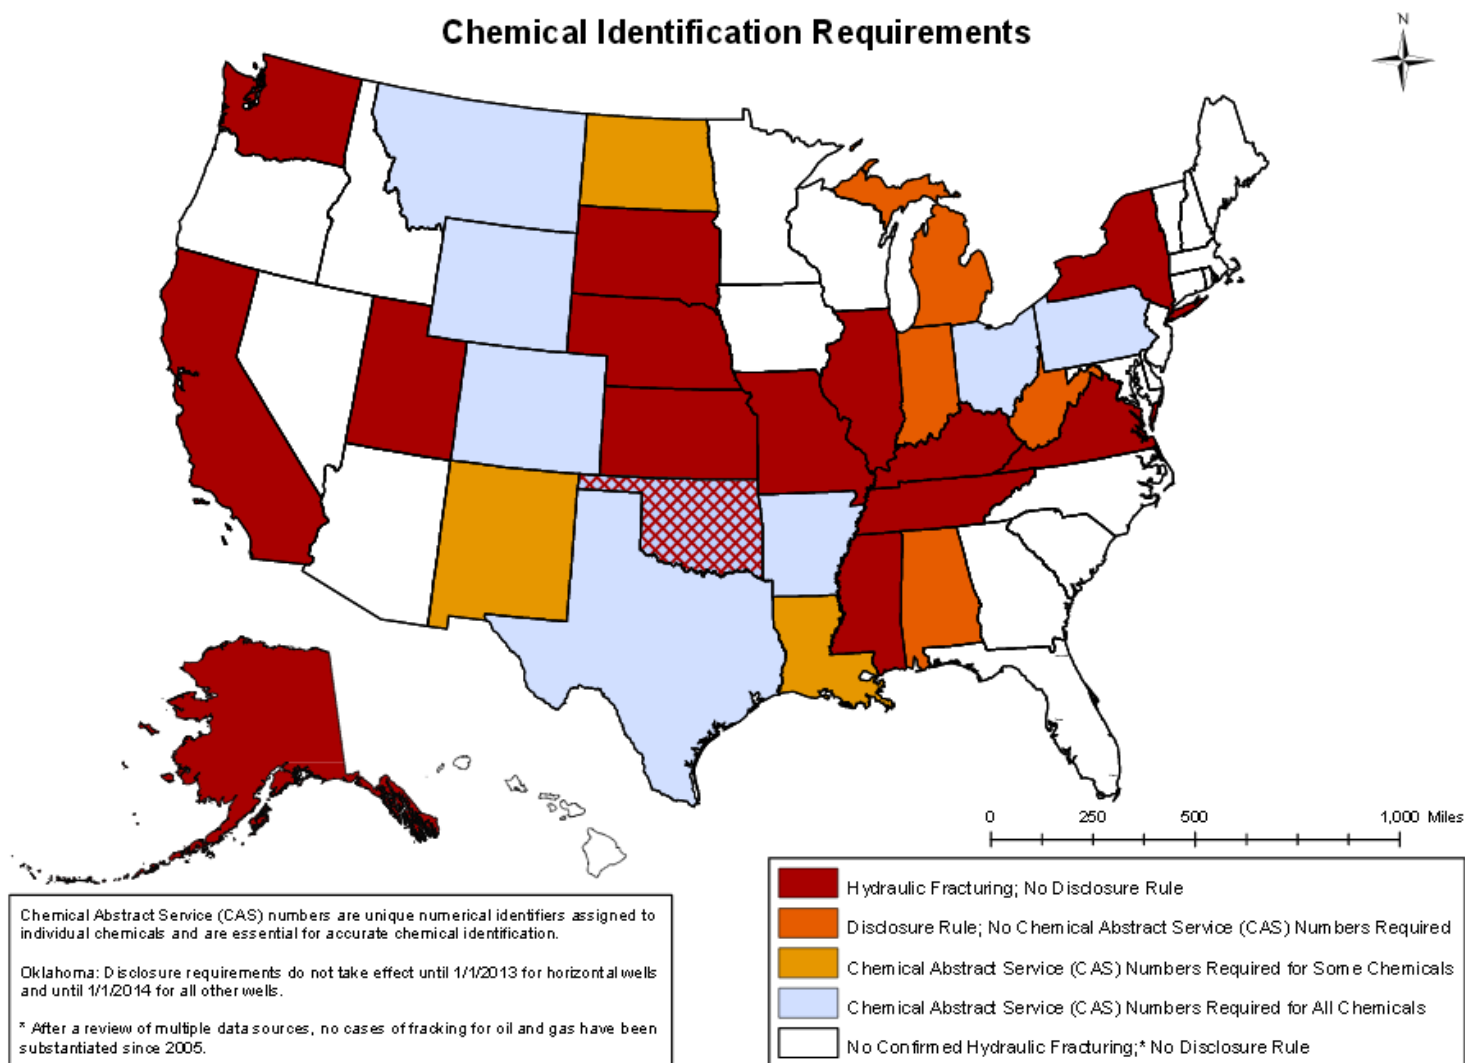 Chemical Identification Requirements
N
0 250 500 1,000 Miles
Hydraulic Fracturing; No Disclosure Rule
Disclosure Rule; No Chemical Abstract Service (CAS) Numbers Required
Chemical Abstract Service (CAS) Numbers Required for Some Chemicals
Chemical Abstract Service (CAS) Numbers Required for All Chemicals
No Confirmed Hydraulic Fracturing;* No Disclosure Rule
Chemical Abstract Service (CAS) numbers are unique numerical identifiers assigned to
individual chemicals and are essential for accurate chemical identification.
Oklahoma: Disclosure requirements do not take effect until 1/1/2013 for horizontal wells
and until 1/1/2014 for all other wells.
* After a review of multiple data sources, no cases of fracking for oil and gas have been
substantiated since 2005.